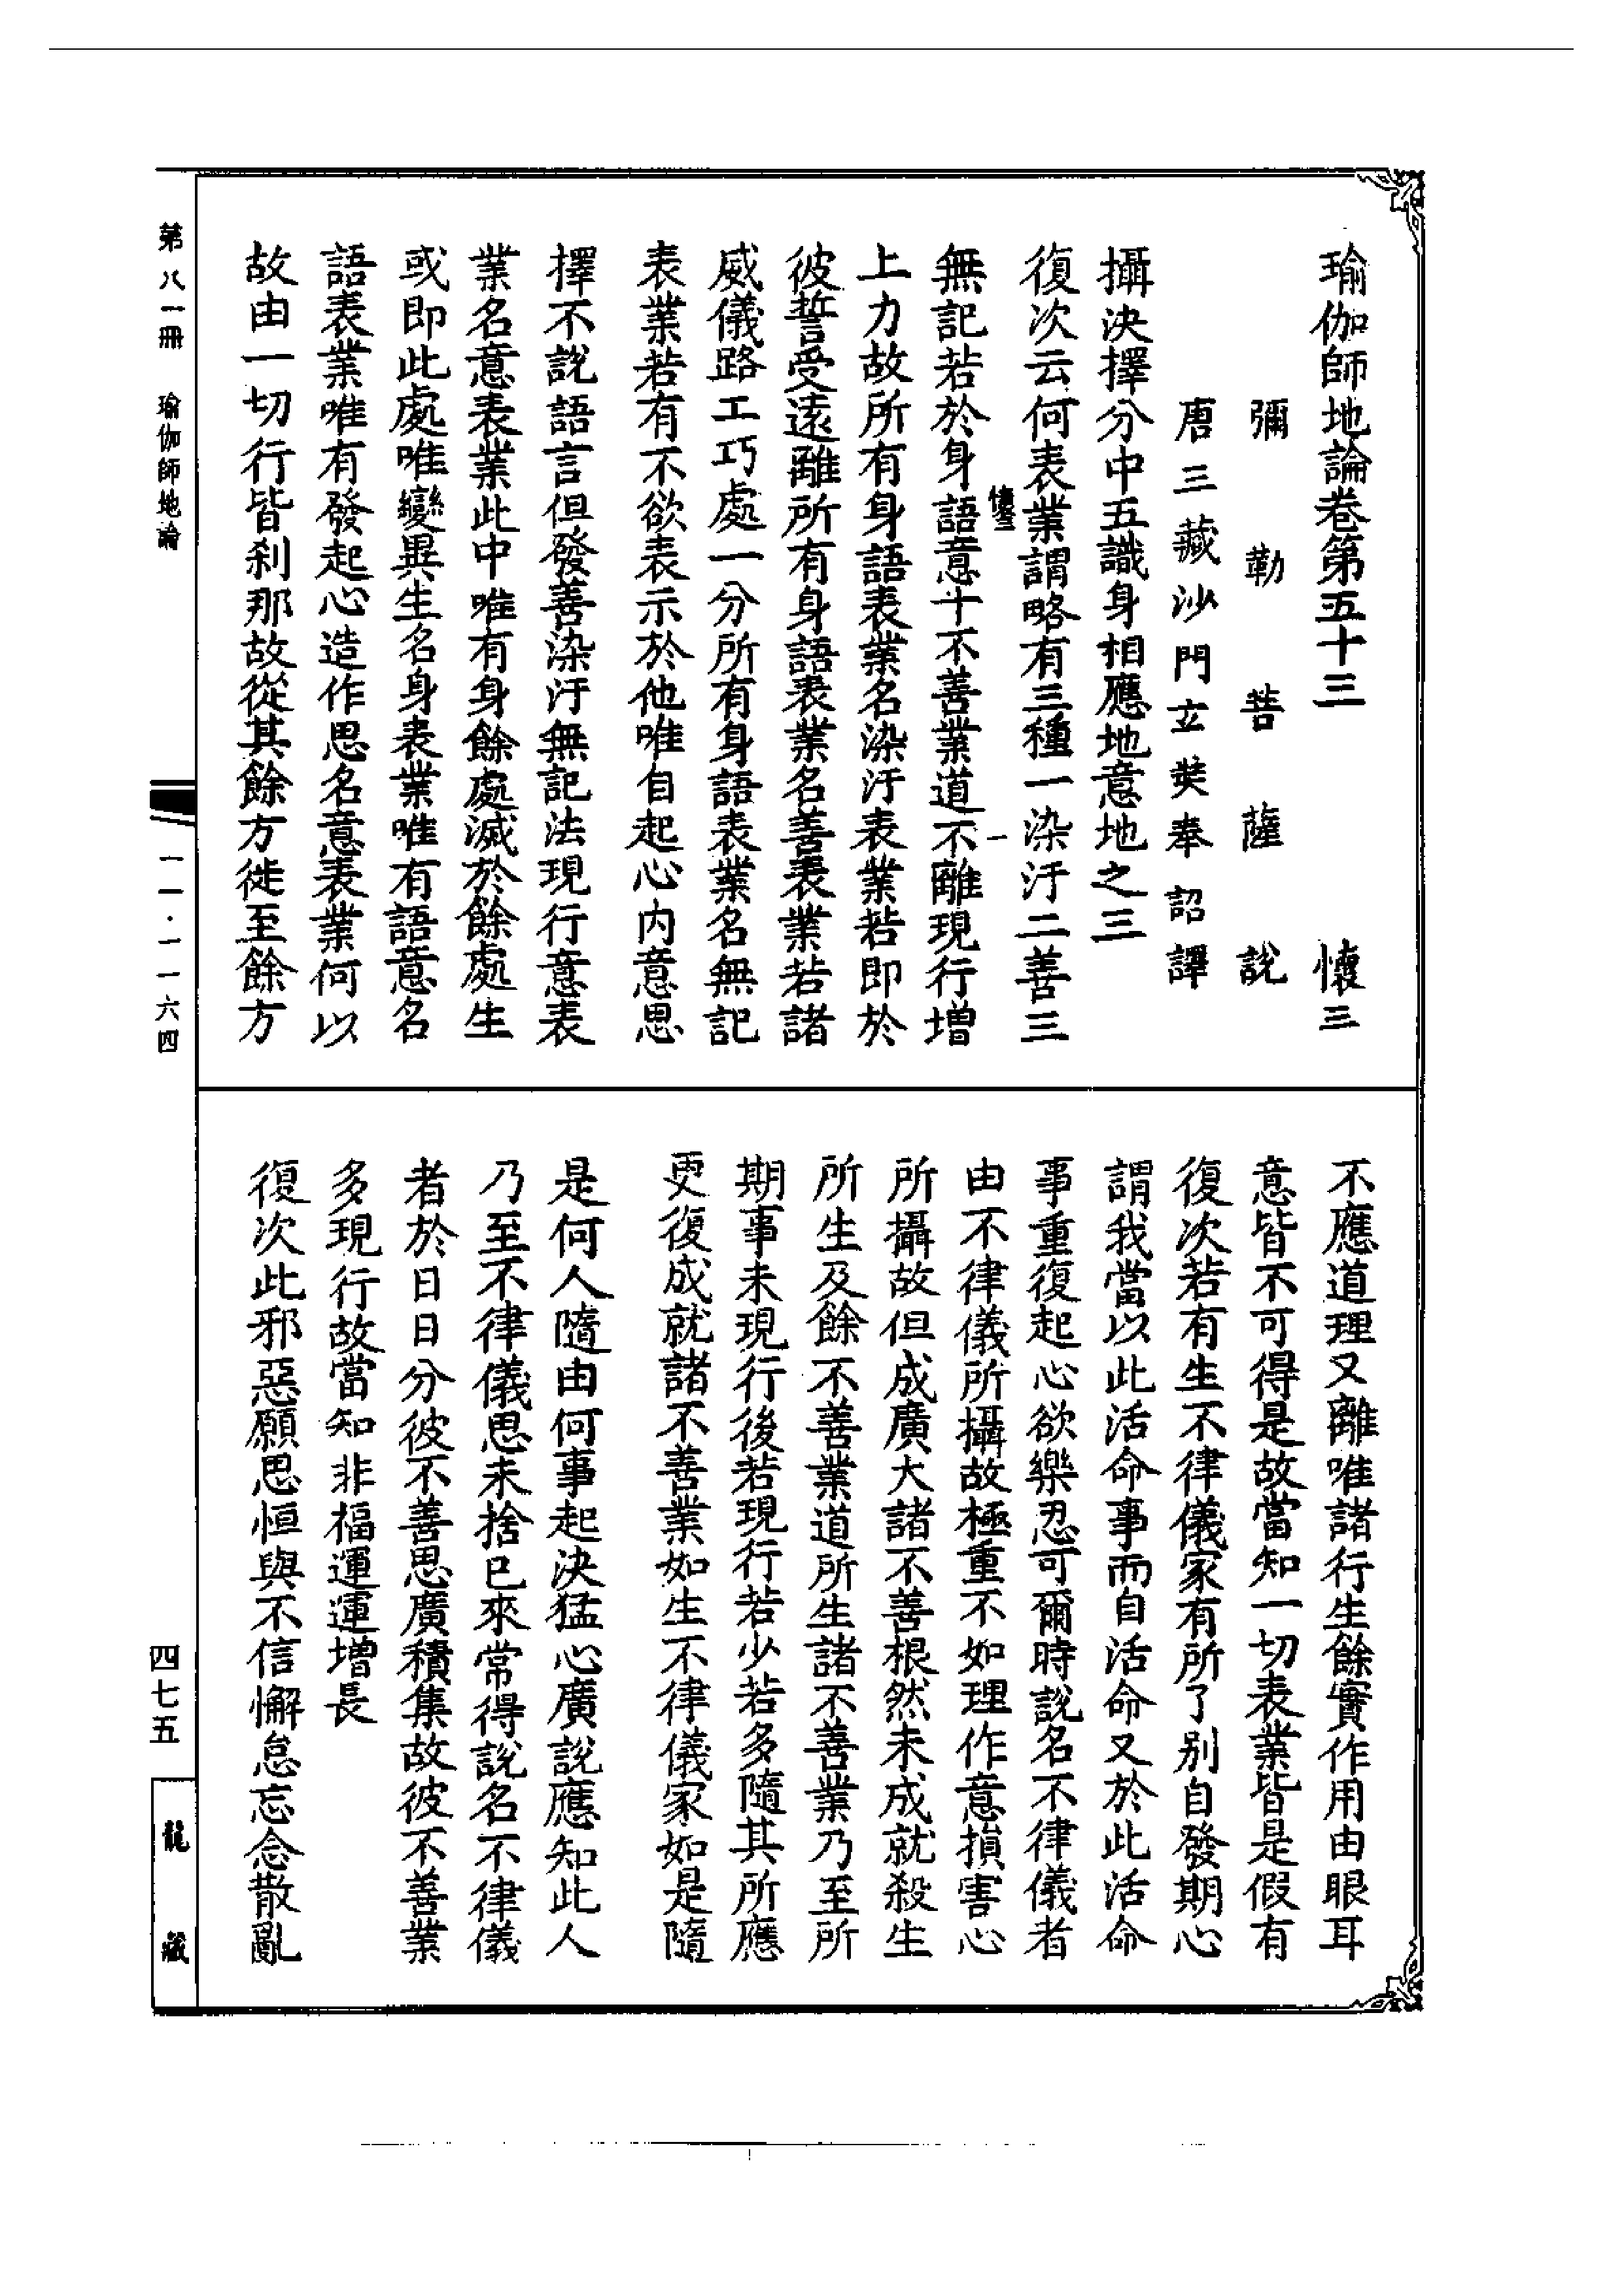 瑜伽師地論卷第五十三　懷三
彌勒菩薩說
唐三藏沙門玄奘奉詔譯
攝決擇分中五識身相應地意地之三
復次云何表業謂略有三種一染汙二善三
無記若於身語意十不善業道不離現行增
上力故所有身語表業名染汙表業若即於
彼誓受遠離所有身語表業名善表業若諸
威儀路工巧處一分所有身語表業名無記
表業若有不欲表示於他唯自起心內意思
擇不說語言但發善染汙無記法現行意表
業名意表業此中唯有身餘處滅於餘處生
或即此處唯變異生名身表業唯有語意名
語表業唯有發起心造作思名意表業何以
故由一切行皆剎那故從其餘方徙至餘方
不應道理又離唯諸行生餘實作用由眼耳
意皆不可得是故當知一切表業皆是假有
復次若有生不律儀家有所了別自發期心
謂我當以此活命事而自活命又於此活命
事重復起心欲樂忍可爾時說名不律儀者
由不律儀所攝故極重不如理作意損害心
所攝故但成廣大諸不善根然未成就殺生
所生及餘不善業道所生諸不善業乃至所
期事未現行後若現行若少若多隨其所應
更復成就諸不善業如生不律儀家如是隨
是何人隨由何事起決猛心廣說應知此人
乃至不律儀思未捨已來常得說名不律儀
者於日日分彼不善思廣積集故彼不善業
多現行故當知非福運運增長
復次此邪惡願思恒與不信懈怠忘念散亂
第八一冊　瑜伽師地論
一一·一一六四
四七五
龍藏
懷三
一